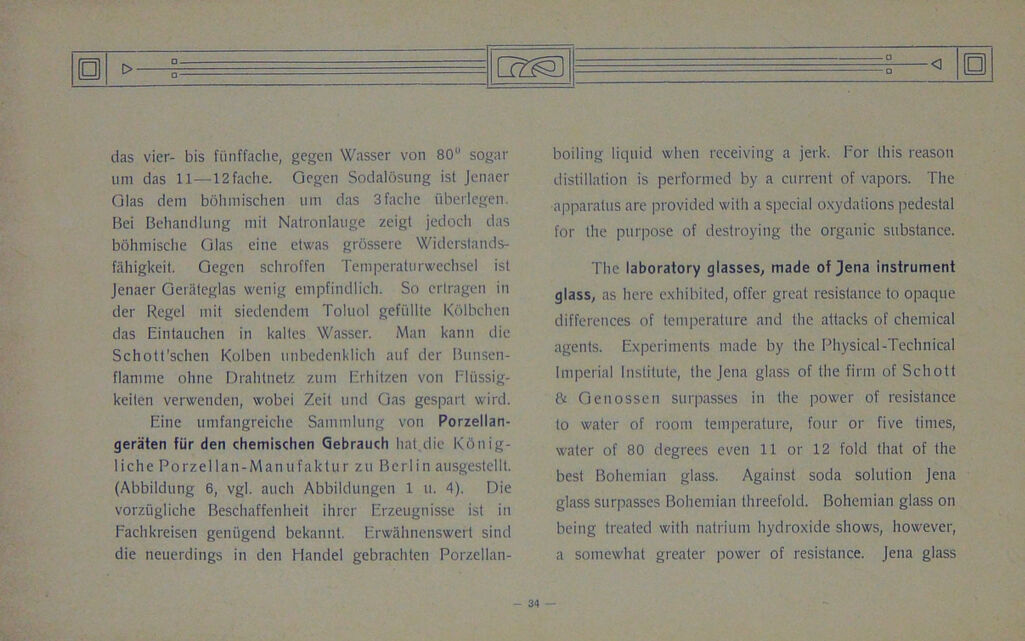 das vier- bis fünffache, gegen Wasser von 80° sogar
um das 11—12fache. Gegen Sodalösung ist Jenaer
Glas dem böhmischen um das 3fache überlegen.
Bei Behandlung mit Natronlauge zeigt jedoch das
böhmische Glas eine etwas grössere Widerstands-
fähigkeit. Gegen schroffen Temperaturwechsel ist
Jenaer Geräteglas wenig empfindlich. So ertragen in
der Regel mit siedendem Toluol gefüllte Kölbchen
das Eintauchen in kaltes Wasser. Man kann die
Schott'schen Kolben unbedenklich auf der Bunsen-
flamme ohne Drahtnetz zum Erhitzen von Flüssig-
keiten verwenden, wobei Zeit und Gas gespart wird.
Eine umfangreiche Sammlung von Porzellan-
geräten für den chemischen Gebrauch hat die König-
liche Porzellan-Manufaktur zu Berlin ausgestellt.
(Abbildung 6, vgl. auch Abbildungen 1 u. 4). Die
vorzügliche Beschaffenheit ihrer Erzeugnisse ist in
Fachkreisen genügend bekannt. Erwähnenswert sind
die neuerdings in den Handel gebrachten Porzellan-
boiling liquid when receiving a jerk. For this reason
distillation is performed by a current of vapors. The
apparatus are provided with a special oxydations pedestal
for the purpose of destroying the organic substance.
The laboratory glasses, made of Jena instrument
glass, as here exhibited, offer great resistance to opaque
differences of temperature and the attacks of chemical
agents. Experiments made by the Physical-Technical
Imperial Institute, the Jena glass of the firm of Schott
& Genossen surpasses in the power of resistance
to water of room temperature, four or five times,
water of 80 degrees even 11 or 12 fold that of the
best Bohemian glass. Against soda solution Jena
glass surpasses Bohemian threefold. Bohemian glass on
being treated with natrium hydroxide shows, however,
a somewhat greater power of resistance. Jena glass
— 34 —